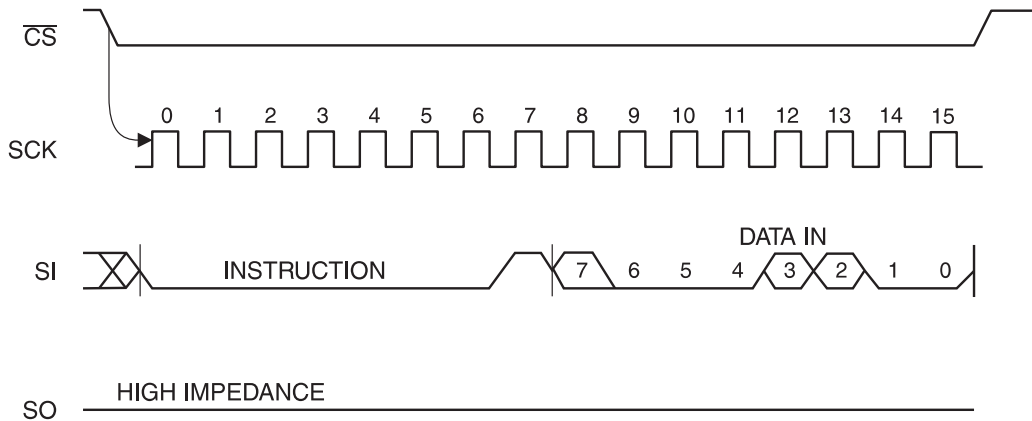 CS
0 1 2 3 4 5 6 7 8 9 10 11 12 13 14 15
SCK
DATA IN
SI INSTRUCTION 7 6 5 4 3 2 1 0
HIGH IMPEDANCE
SO